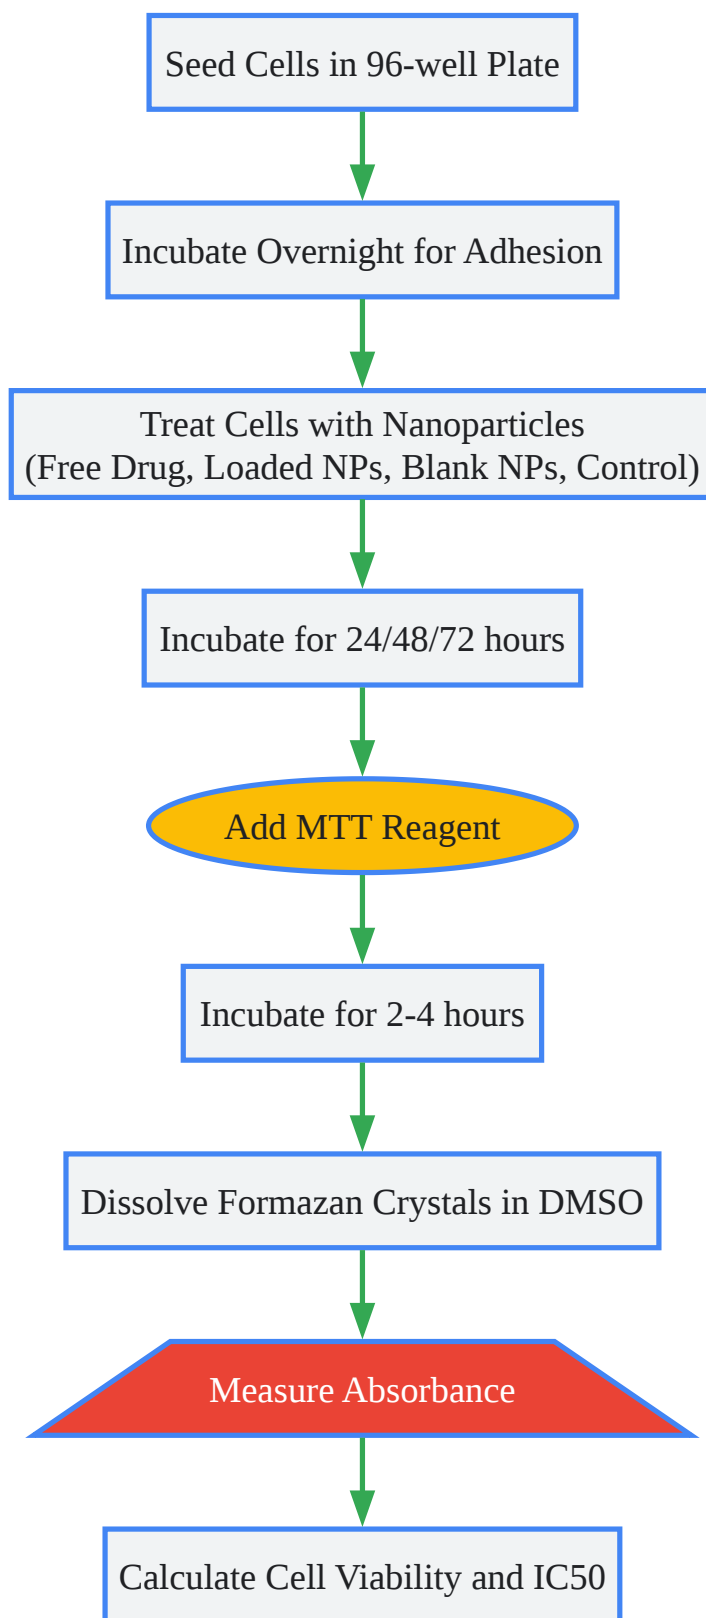 Seed Cells in 96-well Plate
Incubate Overnight for Adhesion
Treat Cells with Nanoparticles
(Free Drug, Loaded NPs, Blank NPs, Control)
Incubate for 24/48/72 hours
Add MTT Reagent
Incubate for 2-4 hours
Dissolve Formazan Crystals in DMSO
Measure Absorbance
Calculate Cell Viability and IC50